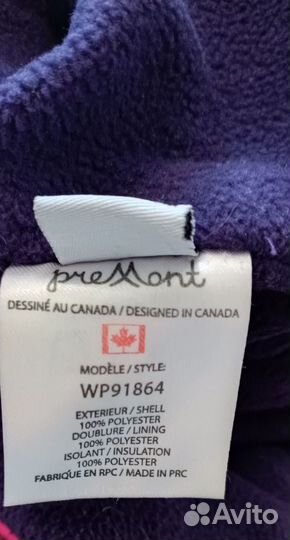 preMont
DESSINÉ AU CANADA / DESIGNED IN CANADA
MODÈLE / STYLE:
WP91864
EXTERIEUR / SHELL
100% POLYESTER
DOUBLURE / LINING
100% POLYESTER
ISOLANT / INSULATION
100% POLYESTER
FABRIQUÉ EN RPC / MADE IN PRC
Avito